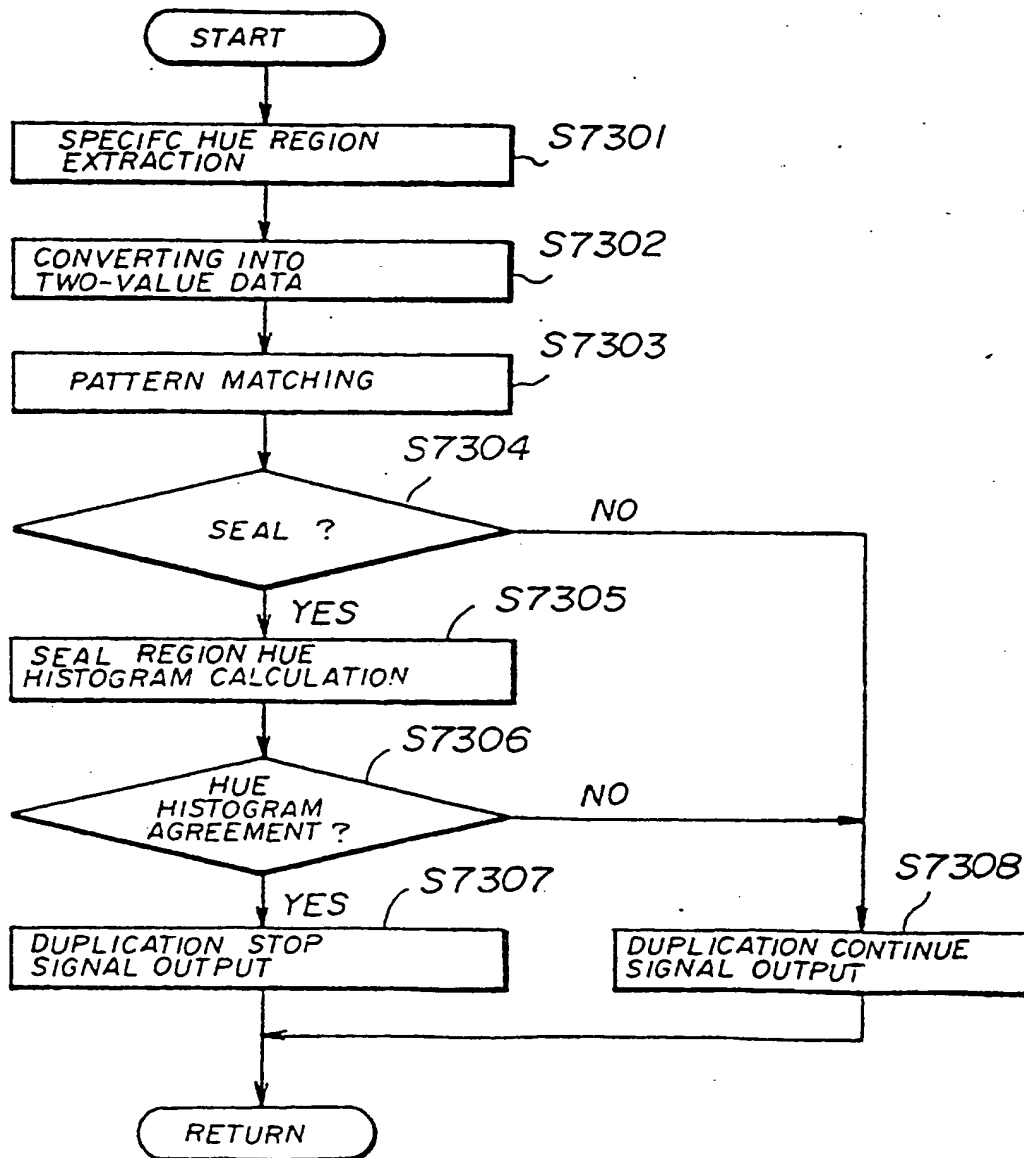 START
SPECIFC HUE REGION
EXTRACTION
S7301
CONVERTING INTO
TWO-VALUE DATA
S7302
PATTERN MATCHING
S7303
S7304
SEAL ?
NO
YES
S7305
SEAL REGION HUE
HISTOGRAM CALCULATION
S7306
HUE
HISTOGRAM
AGREEMENT ?
NO
YES
S7307
DUPLICATION STOP
SIGNAL OUTPUT
S7308
DUPLICATION CONTINUE
SIGNAL OUTPUT
RETURN